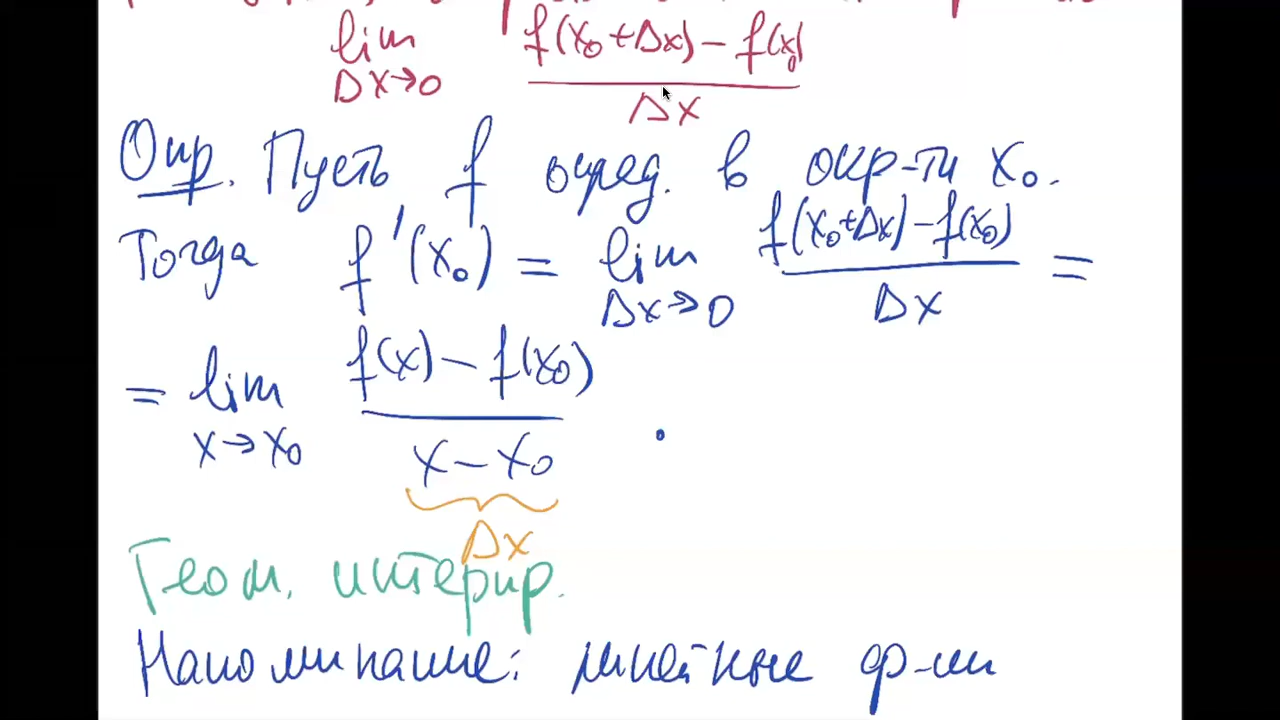 lim f(x₀+Δx) − f(x₀)
Δx→0 Δx
Опр. Пусть f опред. в окр-ти x₀.
Тогда f'(x₀) = lim f(x₀+Δx) − f(x₀) =
Δx→0 Δx
= lim f(x) − f(x₀) .
x→x₀ x − x₀
Δx
Геом. интерпр.
Напоминание: линейные ф-ии